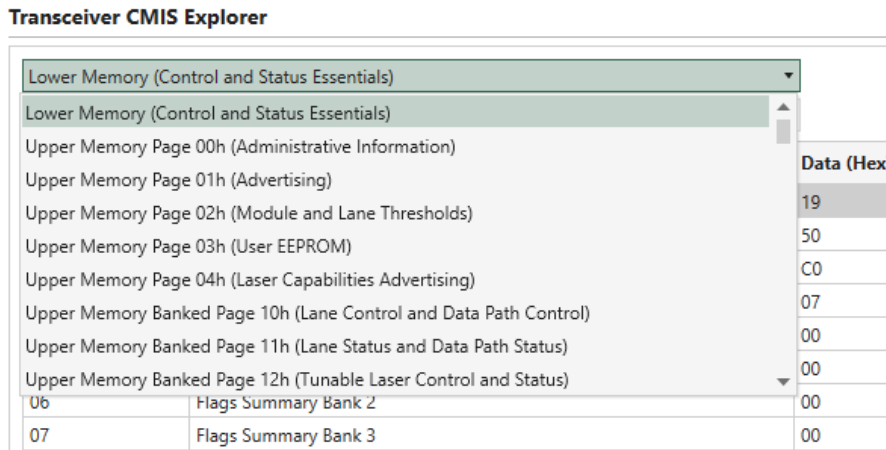 Transceiver CMIS Explorer
Lower Memory (Control and Status Essentials)
Lower Memory (Control and Status Essentials)
Upper Memory Page 00h (Administrative Information)
Upper Memory Page 01h (Advertising)
Data (Hex
Upper Memory Page 02h (Module and Lane Thresholds)
19
Upper Memory Page 03h (User EEPROM)
50
Upper Memory Page 04h (Laser Capabilities Advertising)
C0
Upper Memory Banked Page 10h (Lane Control and Data Path Control)
07
Upper Memory Banked Page 11h (Lane Status and Data Path Status)
00
Upper Memory Banked Page 12h (Tunable Laser Control and Status)
00
06 Flags Summary Bank 2 00
07 Flags Summary Bank 3 00